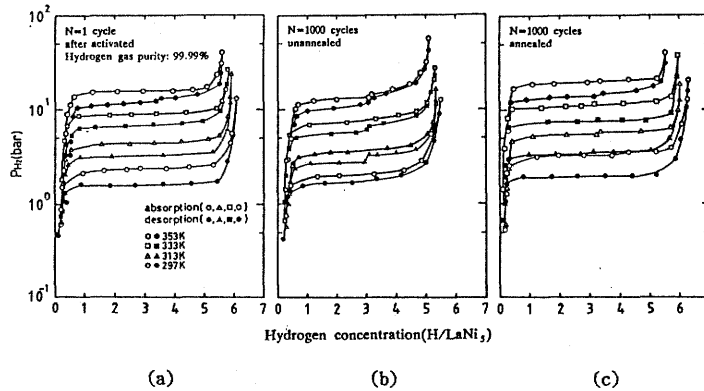 10²
10¹
10⁰
10⁻¹
P_H₂(bar)
N=1 cycle
after activated
Hydrogen gas purity: 99.99%
absorption(○,△,□,○)
desorption(●,▲,■,●)
○●353K
□■333K
△▲313K
○●297K
0 1 2 3 4 5 6 7
N=1000 cycles
unannealed
0 1 2 3 4 5 6
N=1000 cycles
annealed
0 1 2 3 4 5 6 7
Hydrogen concentration(H/LaNi₅)
(a) (b) (c)